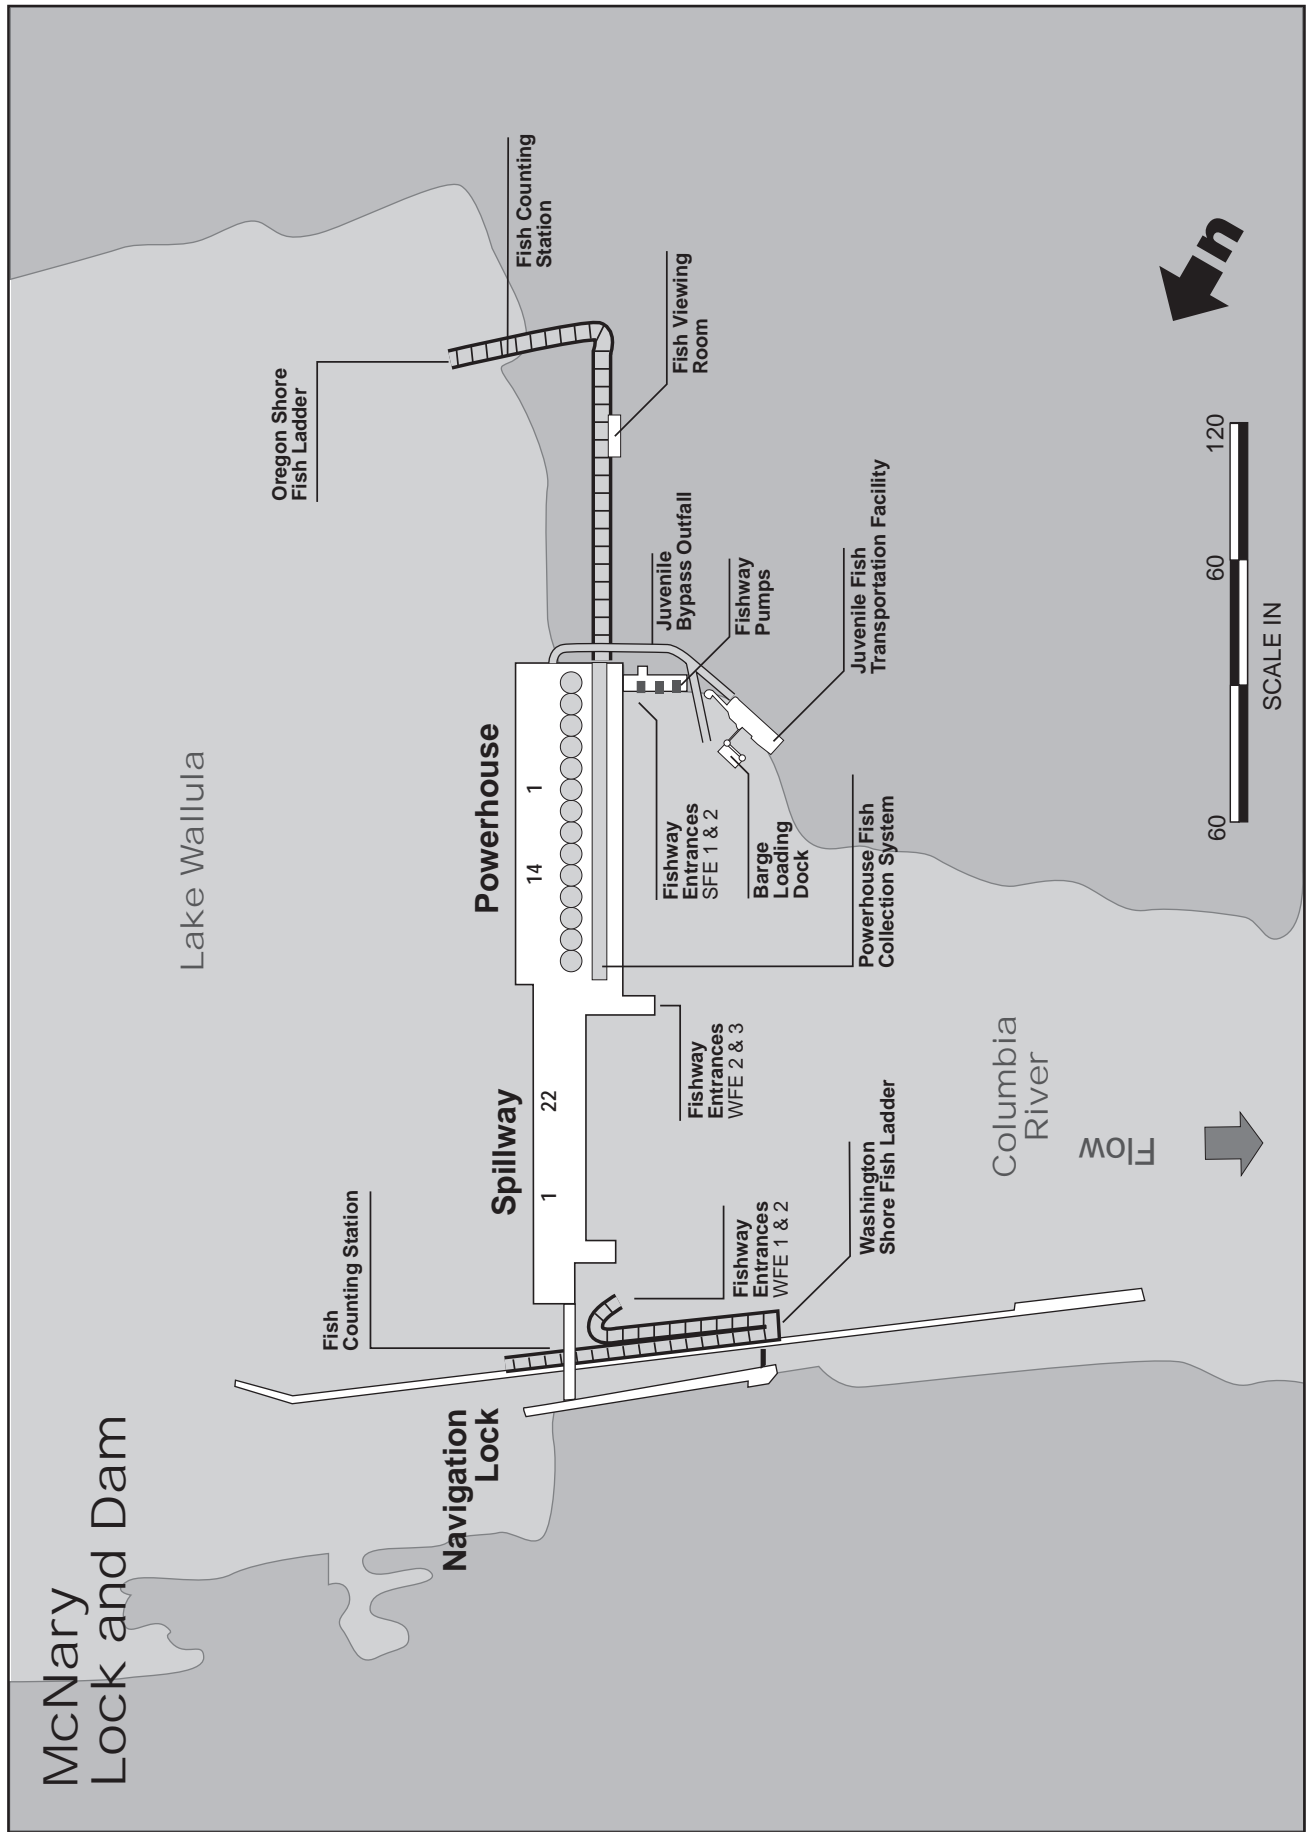 McNary
Lock and Dam
Navigation
Lock
Fish
Counting Station
Spillway
1
22
Powerhouse
14
1
Lake Wallula
Oregon Shore
Fish Ladder
Fish Counting
Station
Fish Viewing
Room
Juvenile
Bypass Outfall
Fishway
Pumps
Juvenile Fish
Transportation Facility
Fishway
Entrances
SFE 1 & 2
Barge
Loading
Dock
Powerhouse Fish
Collection System
Fishway
Entrances
WFE 2 & 3
Fishway
Entrances
WFE 1 & 2
Washington
Shore Fish Ladder
Columbia
River
Flow
60
60
120
SCALE IN
n